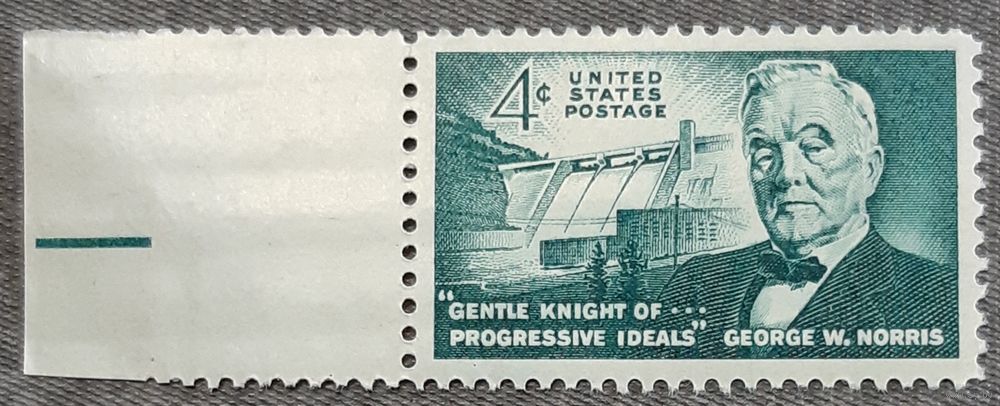 4¢
UNITED
STATES
POSTAGE
"GENTLE KNIGHT OF ...
PROGRESSIVE IDEALS" GEORGE W. NORRIS